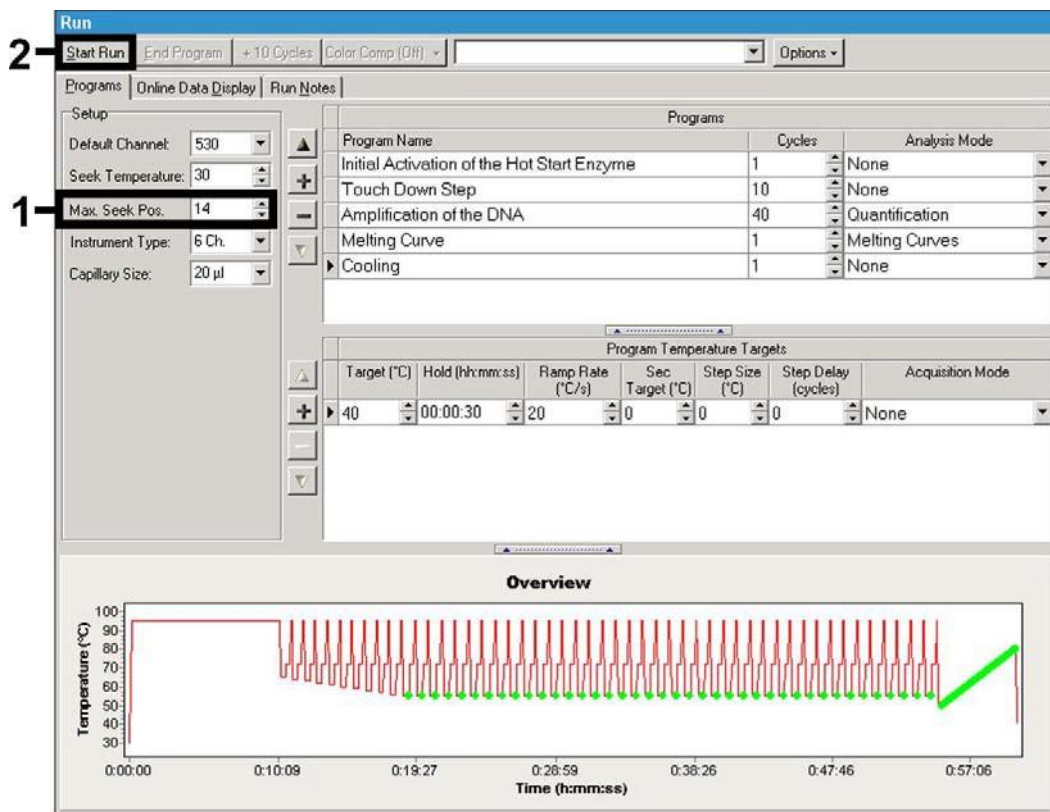 Run
2
Start Run End Program + 10 Cycles Color Comp (Off) Options
Programs Online Data Display Run Notes
Setup
Default Channel: 530
Seek Temperature: 30
1
Max. Seek Pos. 14
Instrument Type: 6 Ch.
Capillary Size: 20 µl
Programs
Program Name Cycles Analysis Mode
Initial Activation of the Hot Start Enzyme 1 None
Touch Down Step 10 None
Amplification of the DNA 40 Quantification
Melting Curve 1 Melting Curves
Cooling 1 None
Program Temperature Targets
Target (°C) Hold (hh:mm:ss) Ramp Rate (°C/s) Sec Target (°C) Step Size (°C) Step Delay (cycles) Acquisition Mode
40 00:00:30 20 0 0 0 None
Overview
Temperature (°C)
100
90
80
70
60
50
40
30
0:00:00 0:10:09 0:19:27 0:28:59 0:38:26 0:47:46 0:57:06
Time (h:mm:ss)